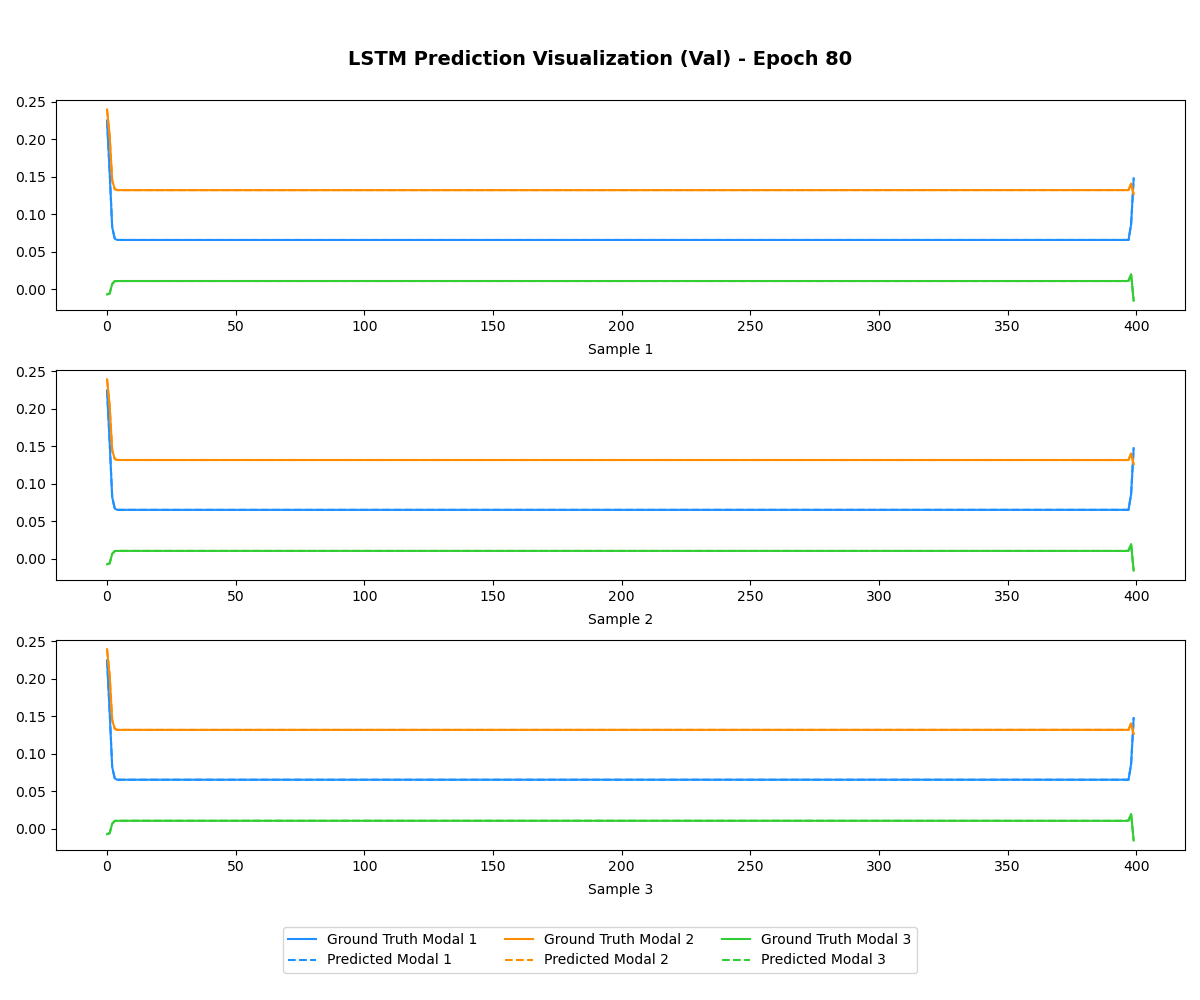 LSTM Prediction Visualization (Val) - Epoch 80
0.25
0.20
0.15
0.10
0.05
0.00
0 50 100 150 200 250 300 350 400
Sample 1
0.25
0.20
0.15
0.10
0.05
0.00
0 50 100 150 200 250 300 350 400
Sample 2
0.25
0.20
0.15
0.10
0.05
0.00
0 50 100 150 200 250 300 350 400
Sample 3
Ground Truth Modal 1 Ground Truth Modal 2 Ground Truth Modal 3
Predicted Modal 1 Predicted Modal 2 Predicted Modal 3